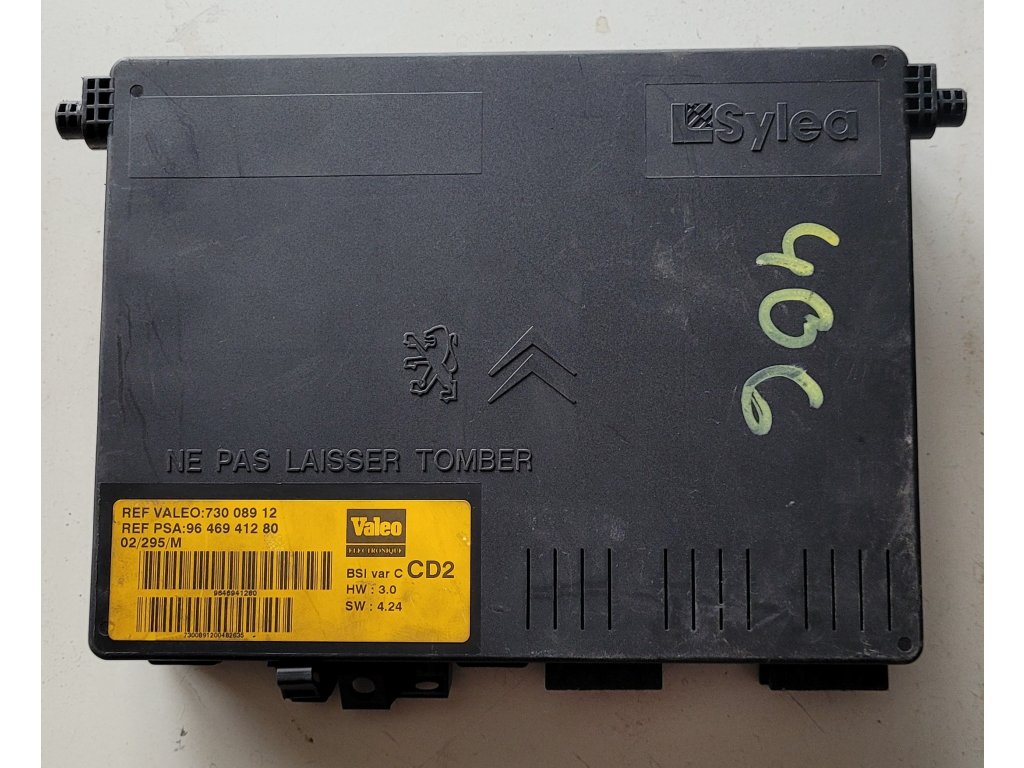 Sylea
406
NE PAS LAISSER TOMBER
REF VALEO:730 089 12
REF PSA:96 469 412 80
02/295/M
Valeo
ELECTRONIQUE
BSI var C CD2
HW : 3.0
SW : 4.24
9646941280
7300891200482635